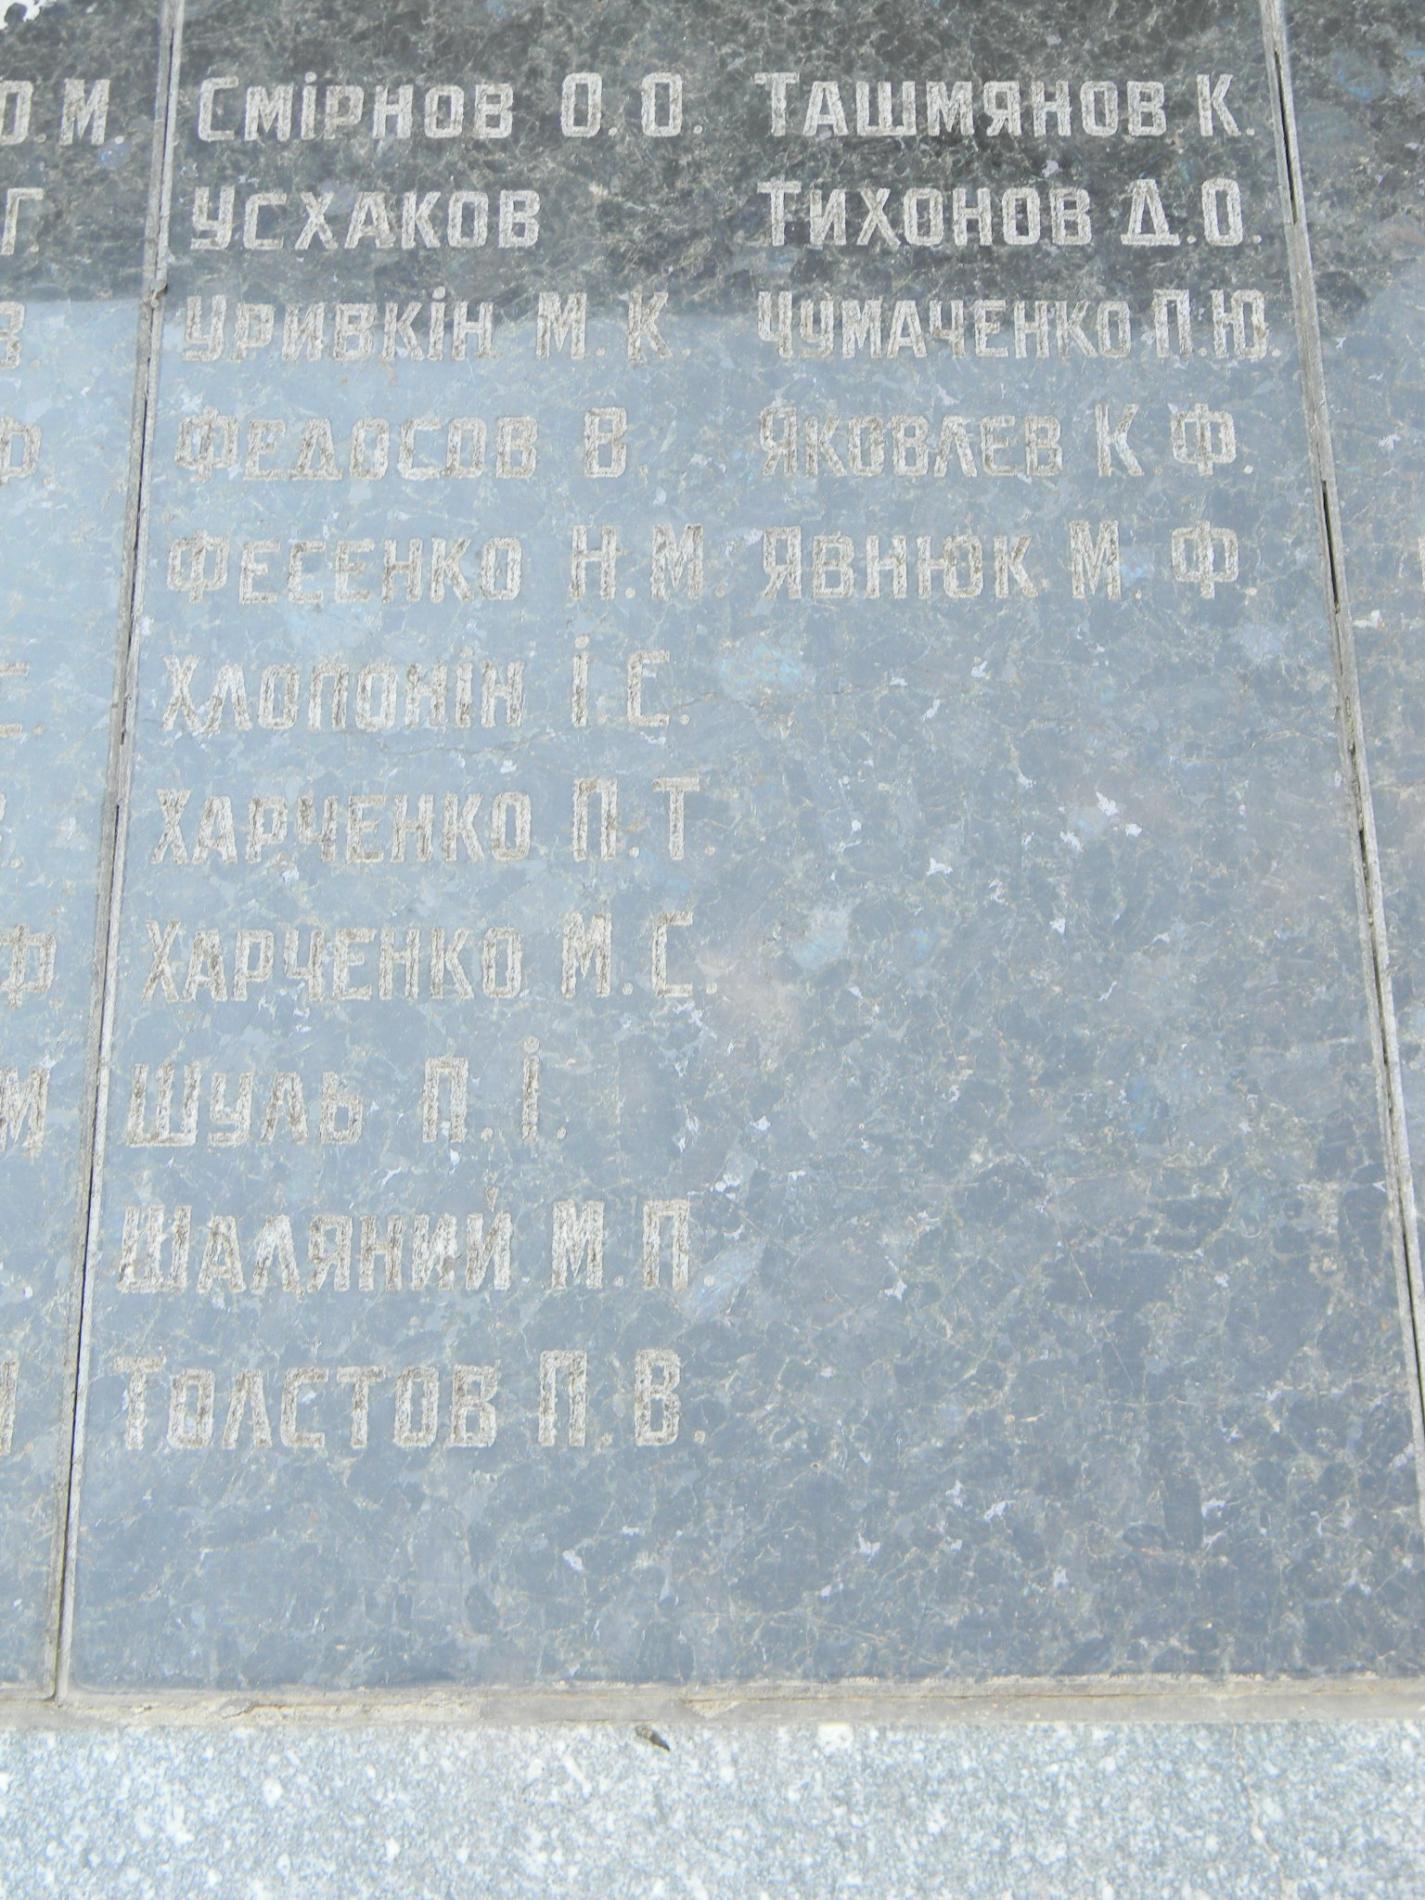 О.М. Смірнов О.О. Ташмянов К.
Г. Усхаков Тихонов Д.О.
Уривкін М.К. Чумаченко П.Ю.
Ф. Федосов В. Яковлев К.Ф.
Фесенко Н.М. Явнюк М.Ф.
Хлопонін І.С.
Харченко П.Т.
Ф. Харченко М.С.
М Шуль П.І.
Шаляний М.П.
Толстов П.В.